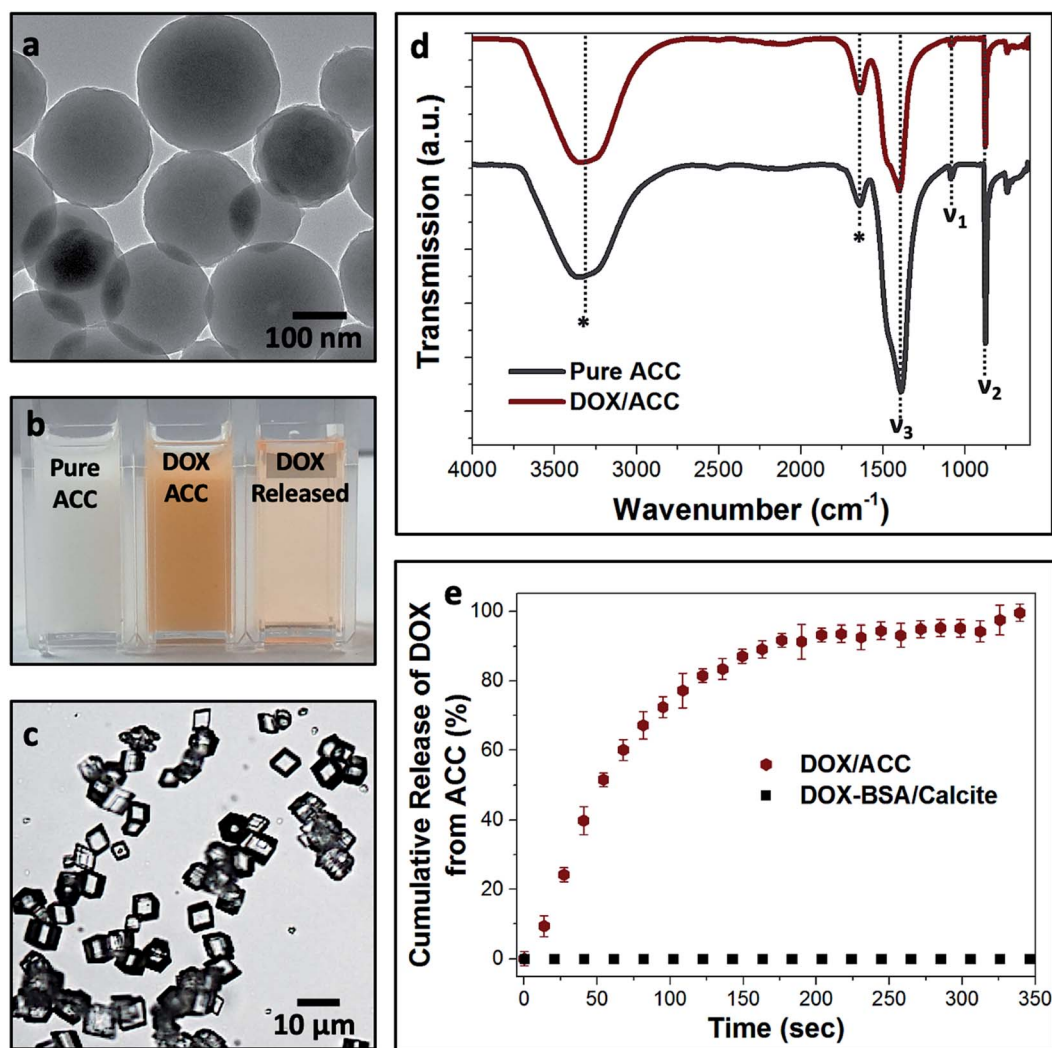 a
100 nm
b
Pure
ACC
DOX
ACC
DOX
Released
c
10 µm
d
Transmission (a.u.)
*
*
ν3
ν1
ν2
Pure ACC
DOX/ACC
4000 3500 3000 2500 2000 1500 1000
Wavenumber (cm-1)
e
Cumulative Release of DOX
from ACC (%)
100
80
60
40
20
0
DOX/ACC
DOX-BSA/Calcite
0 50 100 150 200 250 300 350
Time (sec)